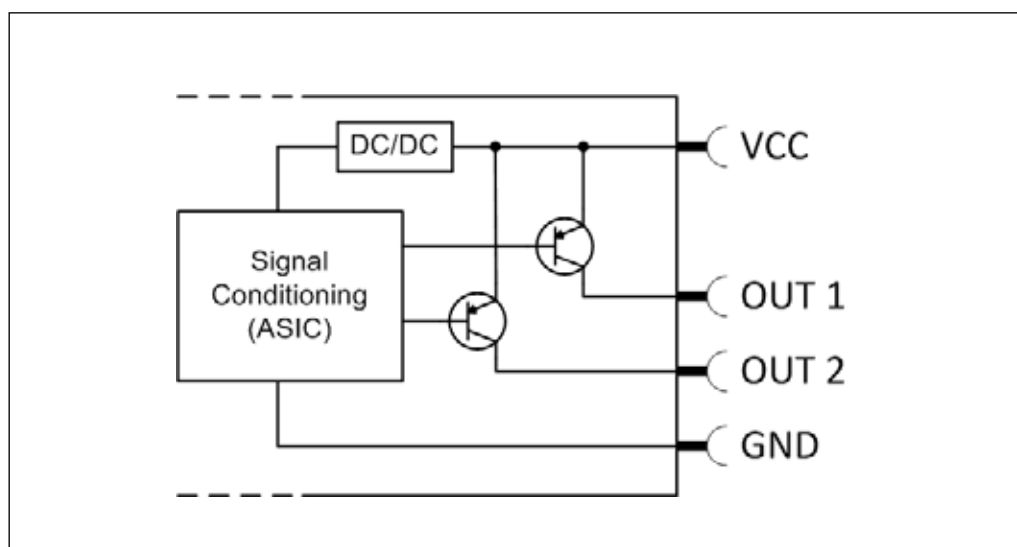 DC/DC
VCC
Signal
Conditioning
(ASIC)
OUT 1
OUT 2
GND